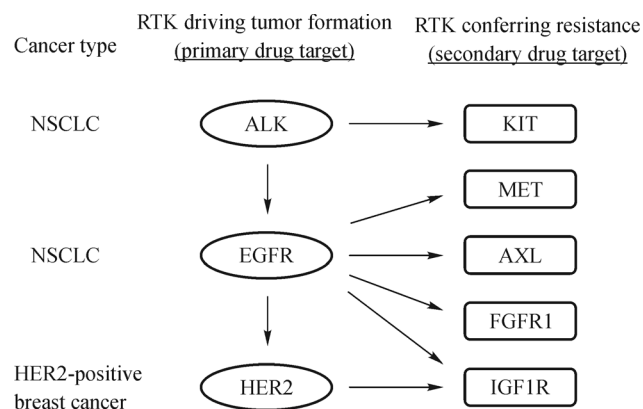 Cancer type
RTK driving tumor formation
(primary drug target)
RTK conferring resistance
(secondary drug target)
NSCLC
ALK
KIT
MET
NSCLC
EGFR
AXL
FGFR1
HER2-positive
breast cancer
HER2
IGF1R